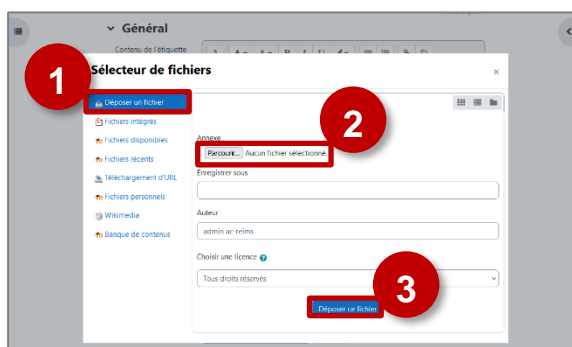 Général
Contenu de l'étiquette
Sélecteur de fichiers
×
1
Déposer un fichier
Fichiers intégrés
Fichiers disponibles
Fichiers récents
Téléchargement d'URL
Fichiers personnels
Wikimedia
Banque de contenus
2
Annexe
Parcourir... Aucun fichier sélectionné.
Enregistrer sous
Auteur
admin ac-reims
Choisir une licence
Tous droits réservés
3
Déposer ce fichier